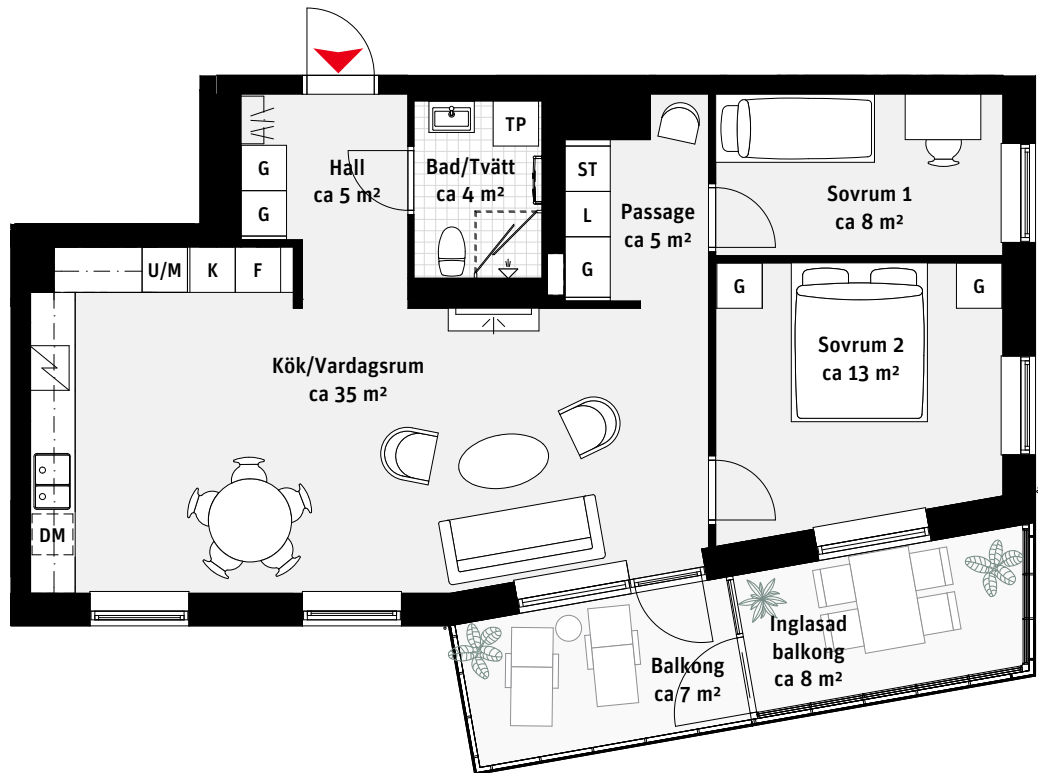 TP
G
Hall
ca 5 m²
G
Bad/Tvätt
ca 4 m²
ST
L
G
Passage
ca 5 m²
Sovrum 1
ca 8 m²
U/M
K
F
G
G
Sovrum 2
ca 13 m²
Kök/Vardagsrum
ca 35 m²
DM
Balkong
ca 7 m²
Inglasad
balkong
ca 8 m²